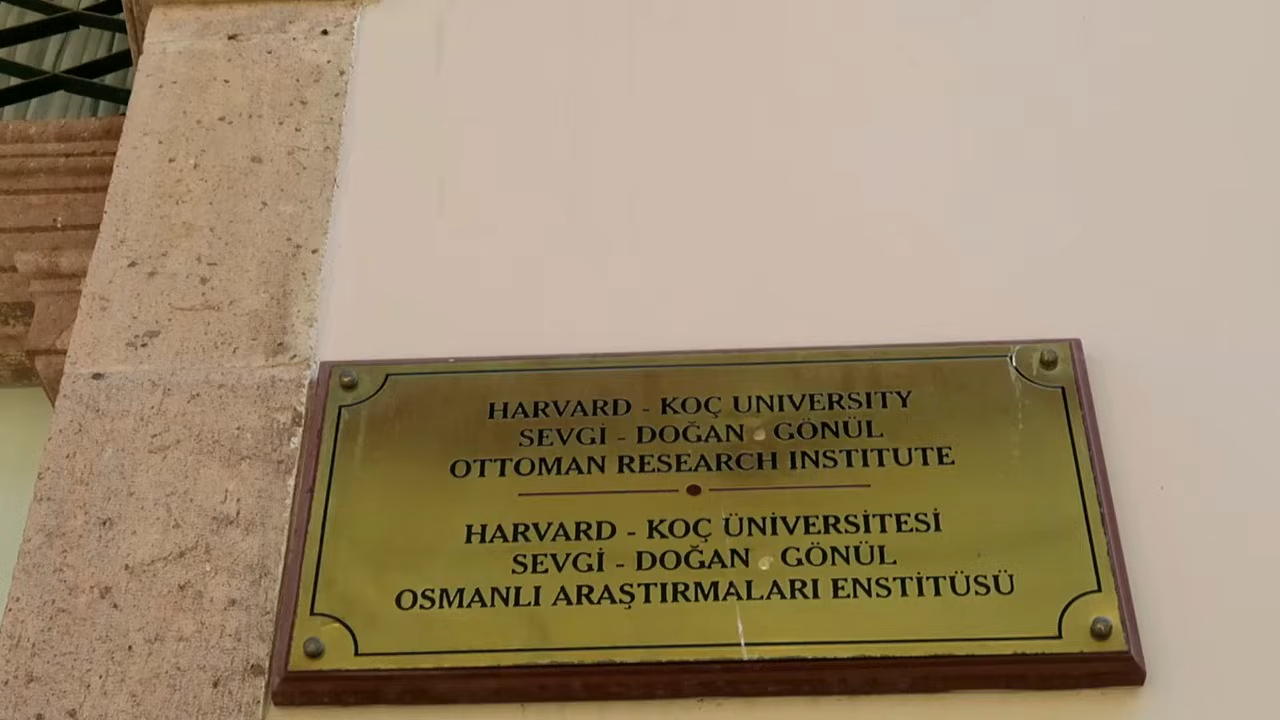 HARVARD - KOÇ UNIVERSITY
SEVGİ - DOĞAN GÖNÜL
OTTOMAN RESEARCH INSTITUTE
HARVARD - KOÇ ÜNİVERSİTESİ
SEVGİ - DOĞAN GÖNÜL
OSMANLI ARAŞTIRMALARI ENSTİTÜSÜ